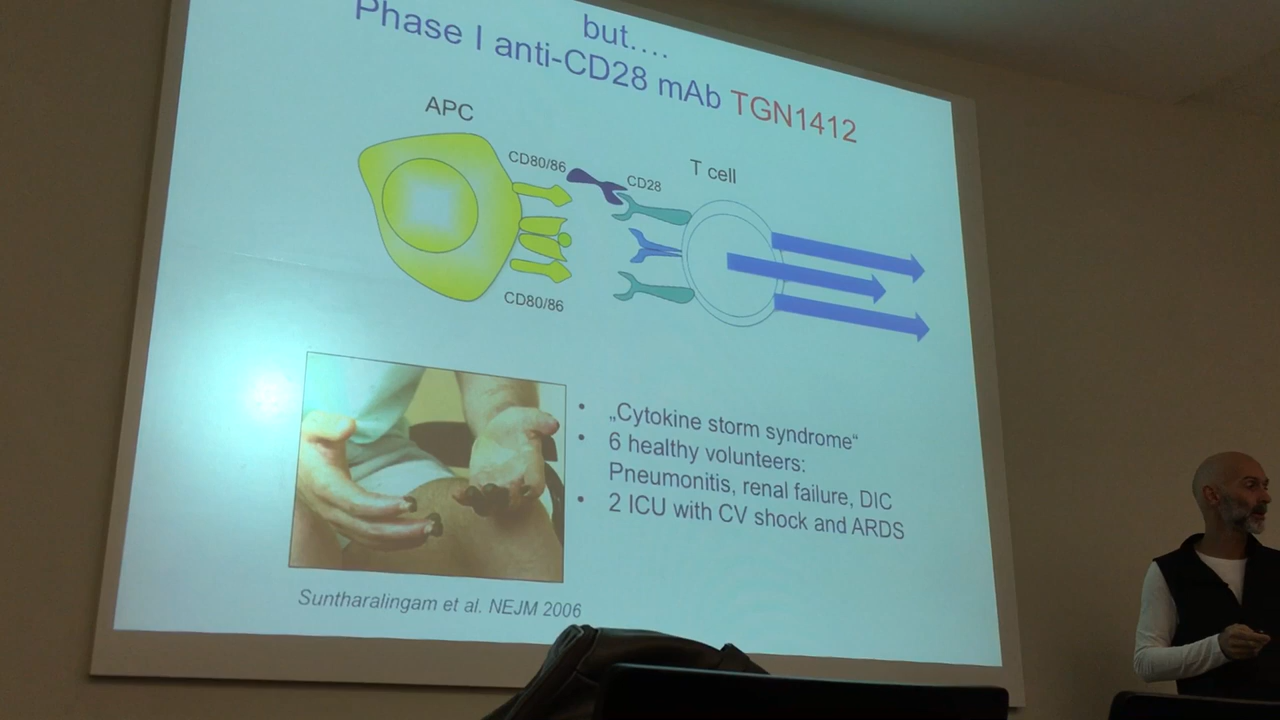 but....
Phase I anti-CD28 mAb TGN1412
APC
CD80/86
CD28
T cell
CD80/86
• „Cytokine storm syndrome“
• 6 healthy volunteers:
Pneumonitis, renal failure, DIC
• 2 ICU with CV shock and ARDS
Suntharalingam et al. NEJM 2006